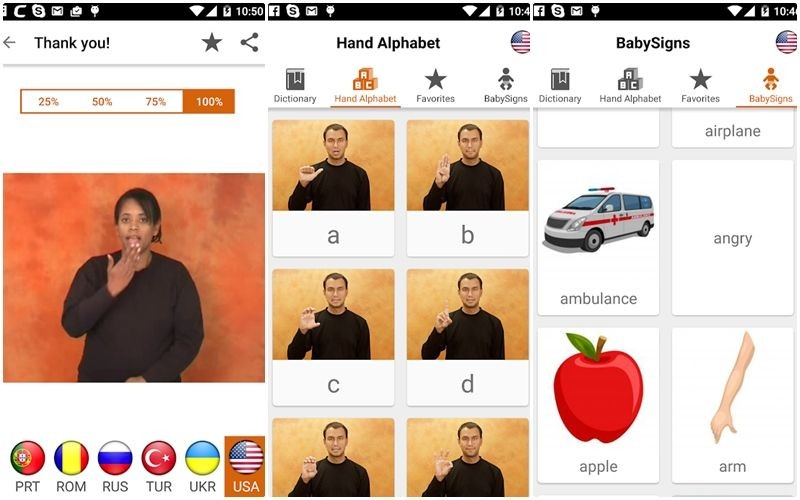 10:50
Thank you!
25% 50% 75% 100%
PRT ROM RUS TUR UKR USA
10:4
Hand Alphabet
Dictionary Hand Alphabet Favorites BabySigns
a b
c d
10:4
BabySigns
Dictionary Hand Alphabet Favorites BabySigns
airplane
angry
ambulance
apple arm